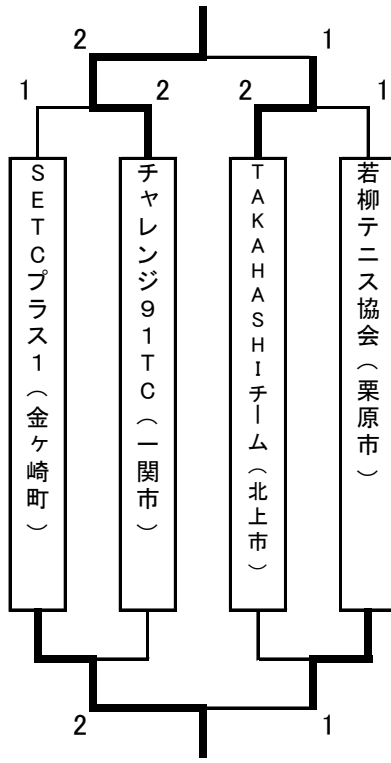 2 1
1 2 2 1
SETCプラス1（金ヶ崎町）
チャレンジ91TC（一関市）
TAKAHASHIチーム（北上市）
若柳テニス協会（栗原市）
2 1